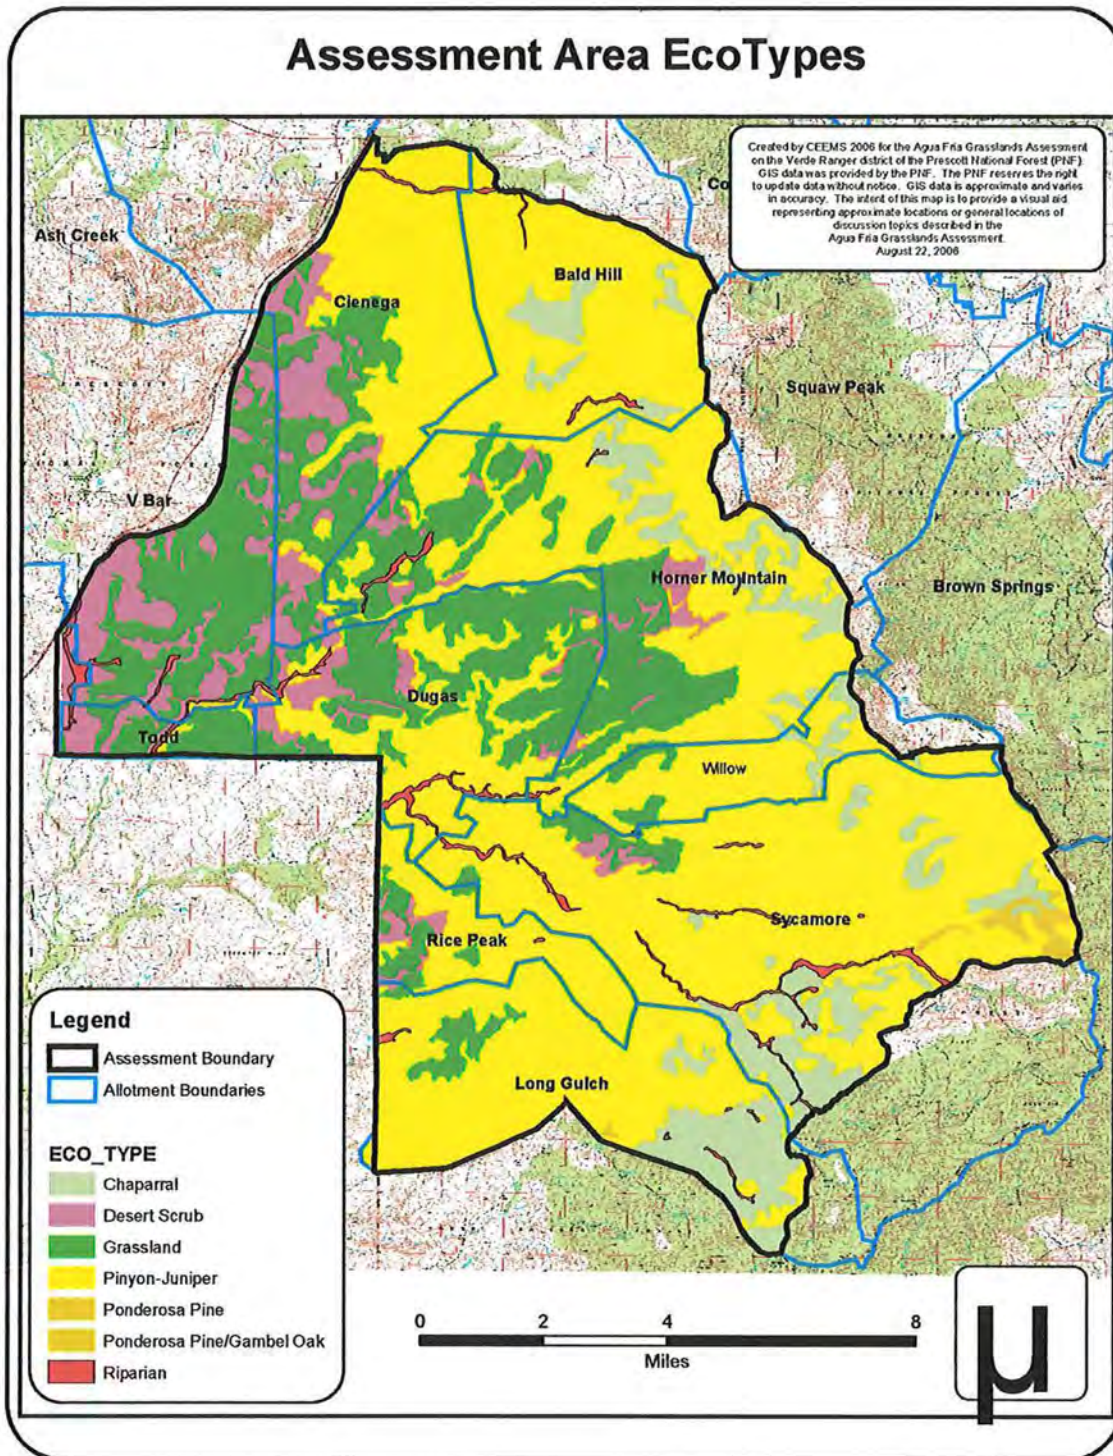 Assessment Area EcoTypes
Created by CEEMS 2006 for the Agua Fria Grasslands Assessment
on the Verde Ranger district of the Prescott National Forest (PNF).
GIS data was provided by the PNF. The PNF reserves the right
to update data without notice. GIS data is approximate and varies
in accuracy. The intent of this map is to provide a visual aid
representing approximate locations or general locations of
discussion topics described in the
Agua Fria Grasslands Assessment.
August 22, 2006
Ash Creek
Bald Hill
Cienega
Squaw Peak
V Bar
Horner Mountain
Brown Springs
Dugas
Todd
Willow
Sycamore
Rice Peak
Long Gulch
Legend
Assessment Boundary
Allotment Boundaries
ECO_TYPE
Chaparral
Desert Scrub
Grassland
Pinyon-Juniper
Ponderosa Pine
Ponderosa Pine/Gambel Oak
Riparian
0 2 4 8
Miles
µ